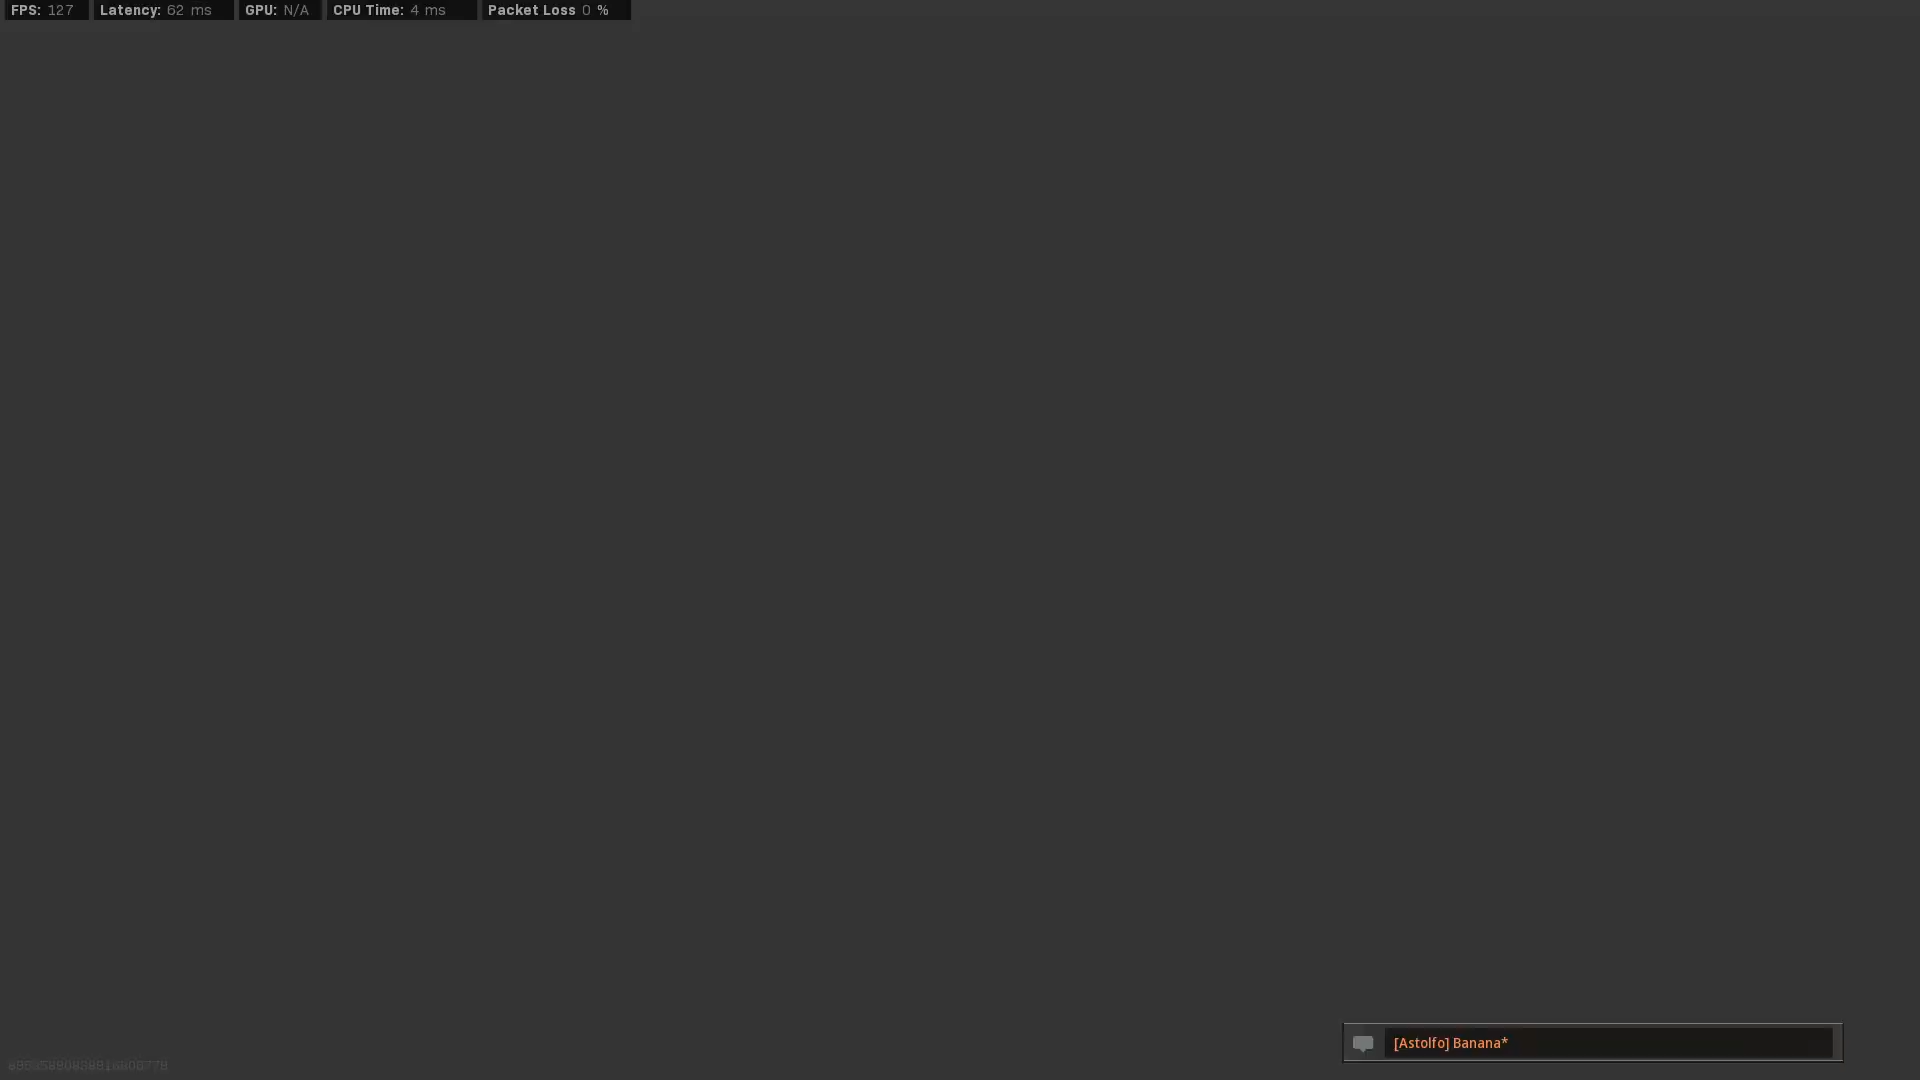 FPS: 127 Latency: 62 ms GPU: N/A CPU Time: 4 ms Packet Loss 0 %
[Astolfo] Banana*